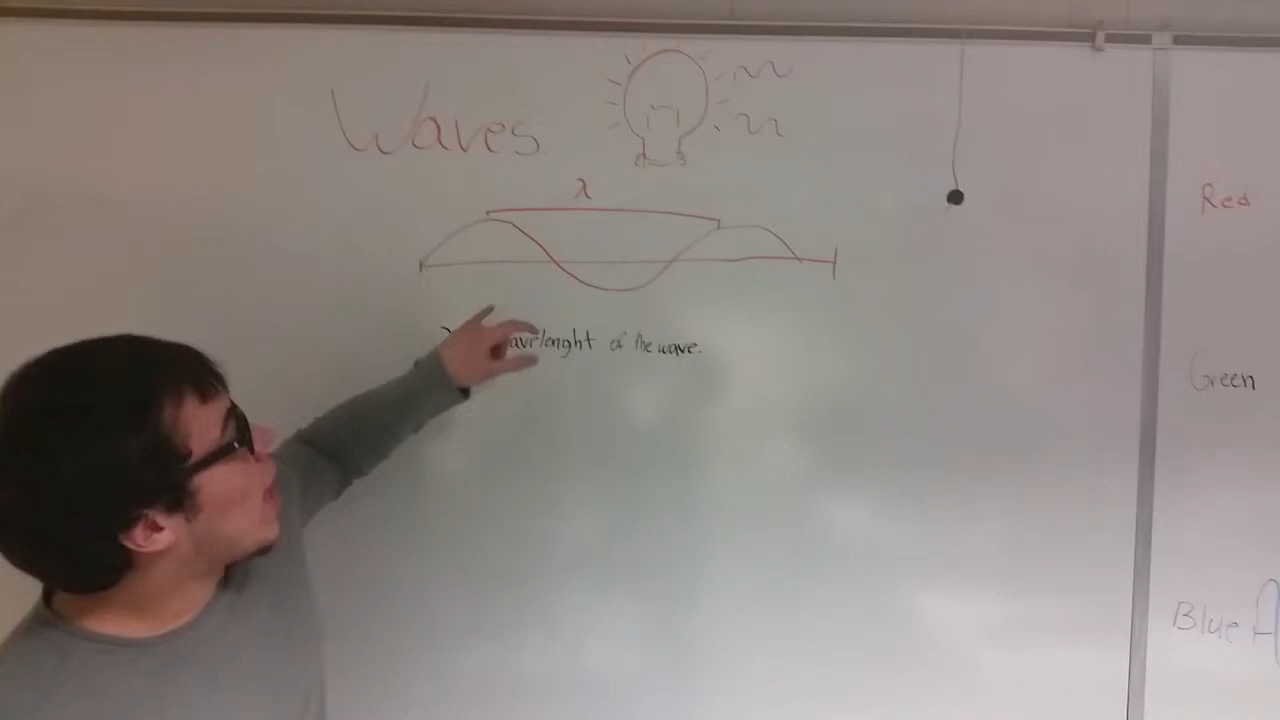 Waves
λ
avelenght of the wave.
Red
Green
Blue